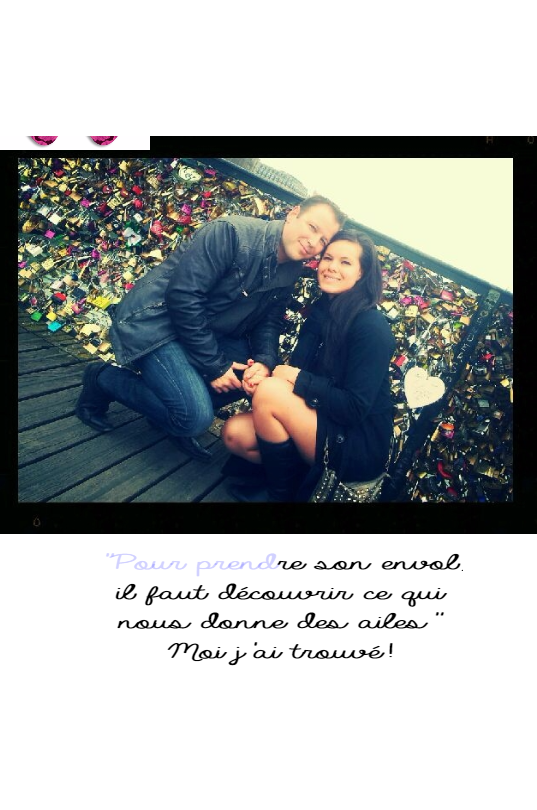 "Pour prendre son envol,
il faut découvrir ce qui
nous donne des ailes"
Moi j'ai trouvé!